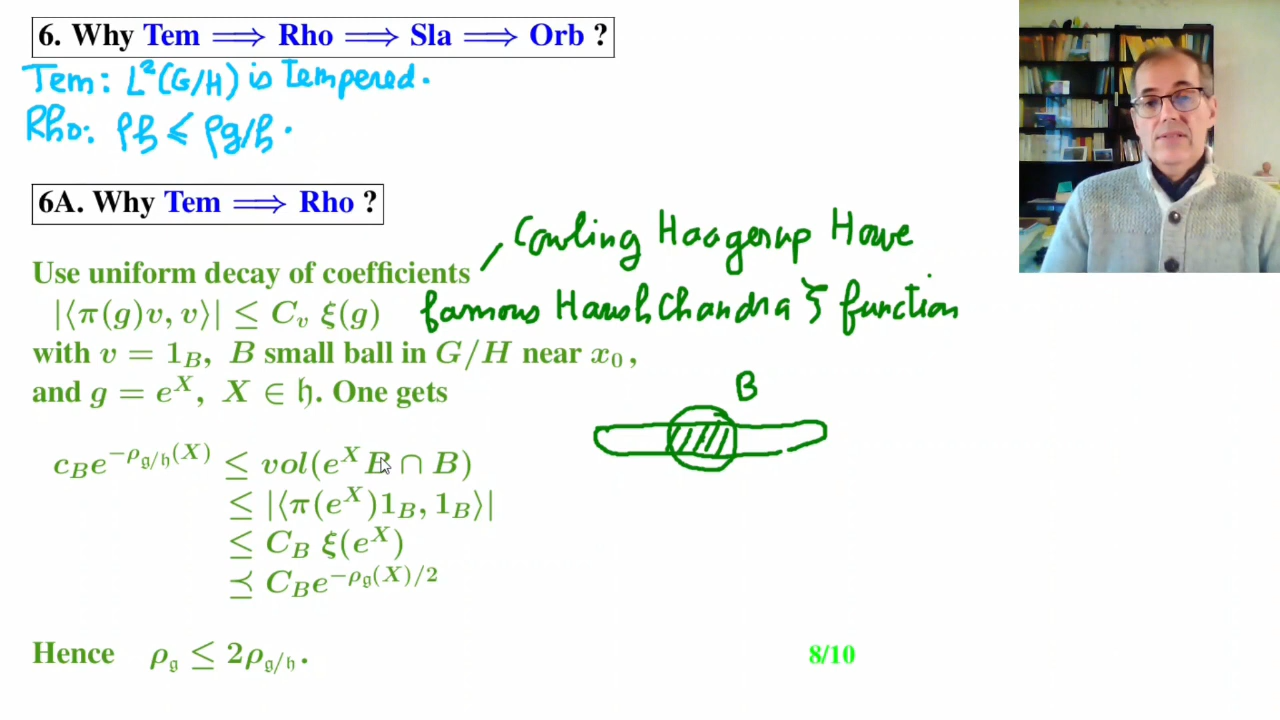 6. Why Tem ⟹ Rho ⟹ Sla ⟹ Orb ?
Tem: L²(G/H) is tempered.
Rho: ρ𝔥 ≤ ρ𝔤/𝔥.
6A. Why Tem ⟹ Rho ?
Cowling Haagerup Howe
Use uniform decay of coefficients
|⟨π(g)v, v⟩| ≤ C_v ξ(g)
famous Harish Chandra ξ function
with v = 1_B, B small ball in G/H near x₀,
and g = e^X, X ∈ 𝔥. One gets
B
c_B e^{−ρ_{𝔤/𝔥}(X)} ≤ vol(e^X B ∩ B)
≤ |⟨π(e^X)1_B, 1_B⟩|
≤ C_B ξ(e^X)
⪯ C_B e^{−ρ_𝔤(X)/2}
Hence ρ_𝔤 ≤ 2ρ_{𝔤/𝔥}.
8/10